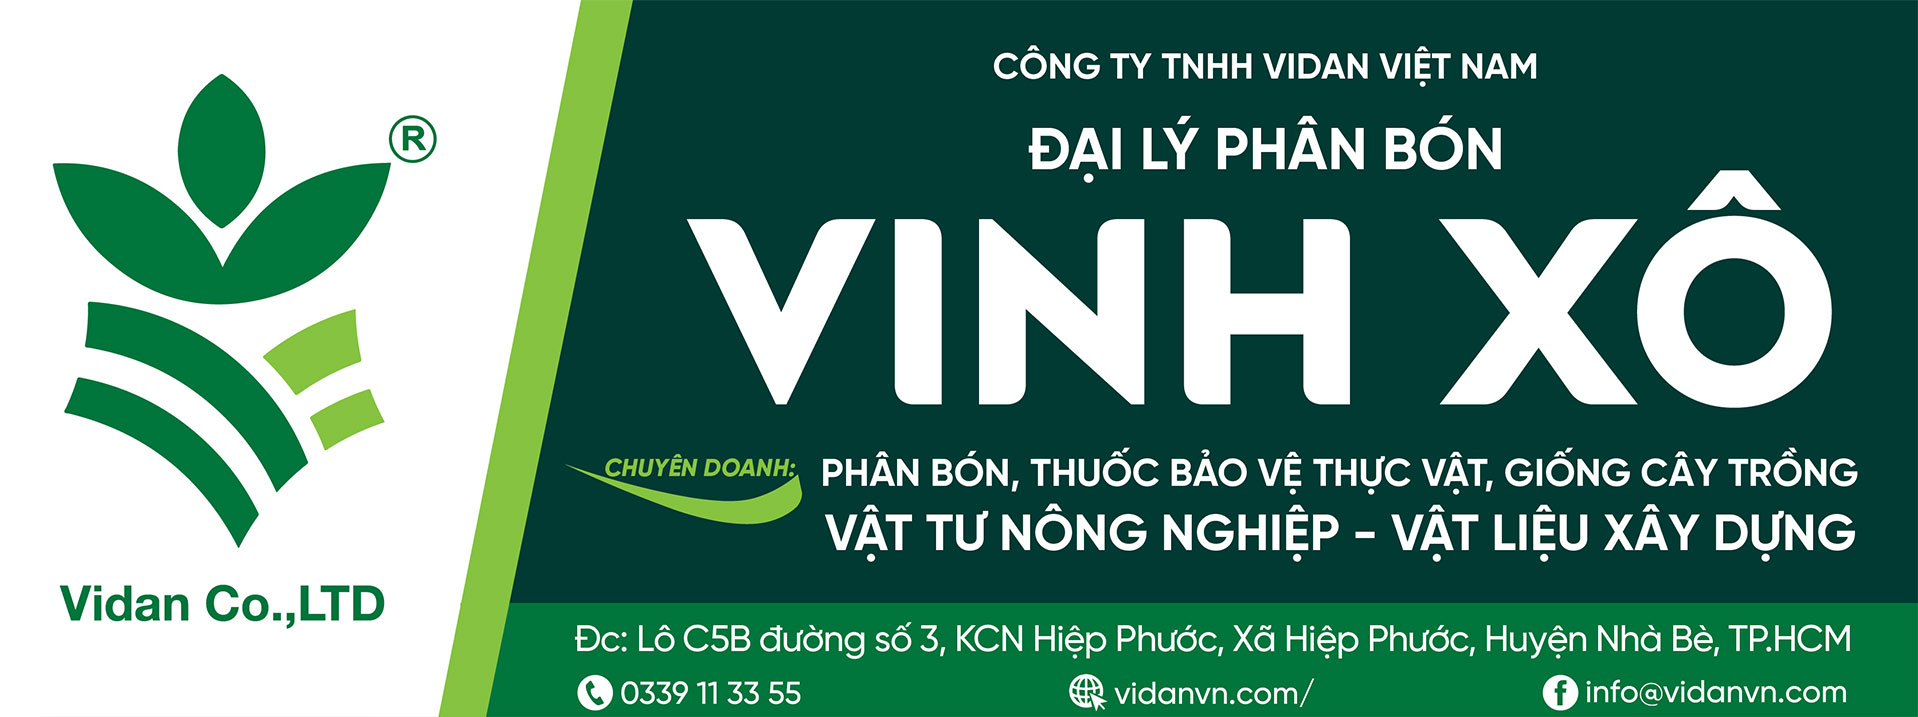 ®
Vidan Co.,LTD
CÔNG TY TNHH VIDAN VIỆT NAM
ĐẠI LÝ PHÂN BÓN
VINH XÔ
CHUYÊN DOANH: PHÂN BÓN, THUỐC BẢO VỆ THỰC VẬT, GIỐNG CÂY TRỒNG
VẬT TƯ NÔNG NGHIỆP - VẬT LIỆU XÂY DỰNG
Đc: Lô C5B đường số 3, KCN Hiệp Phước, Xã Hiệp Phước, Huyện Nhà Bè, TP.HCM
0339 11 33 55 vidanvn.com/ info@vidanvn.com